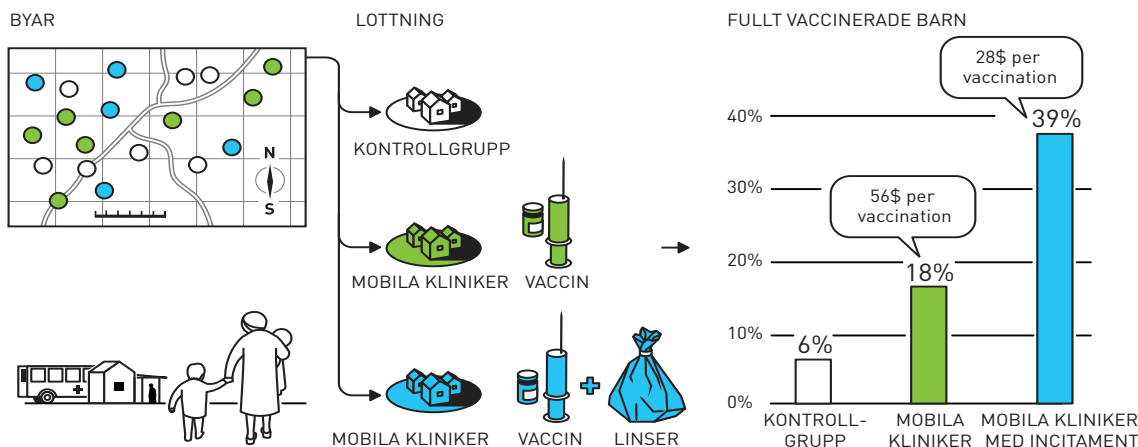 BYAR
LOTTNING
FULLT VACCINERADE BARN
N
S
KONTROLLGRUPP
MOBILA KLINIKER
VACCIN
MOBILA KLINIKER
VACCIN
LINSER
28$ per
vaccination
56$ per
vaccination
40%
30%
20%
10%
0%
6%
18%
39%
KONTROLL-
GRUPP
MOBILA
KLINIKER
MOBILA KLINIKER
MED INCITAMENT